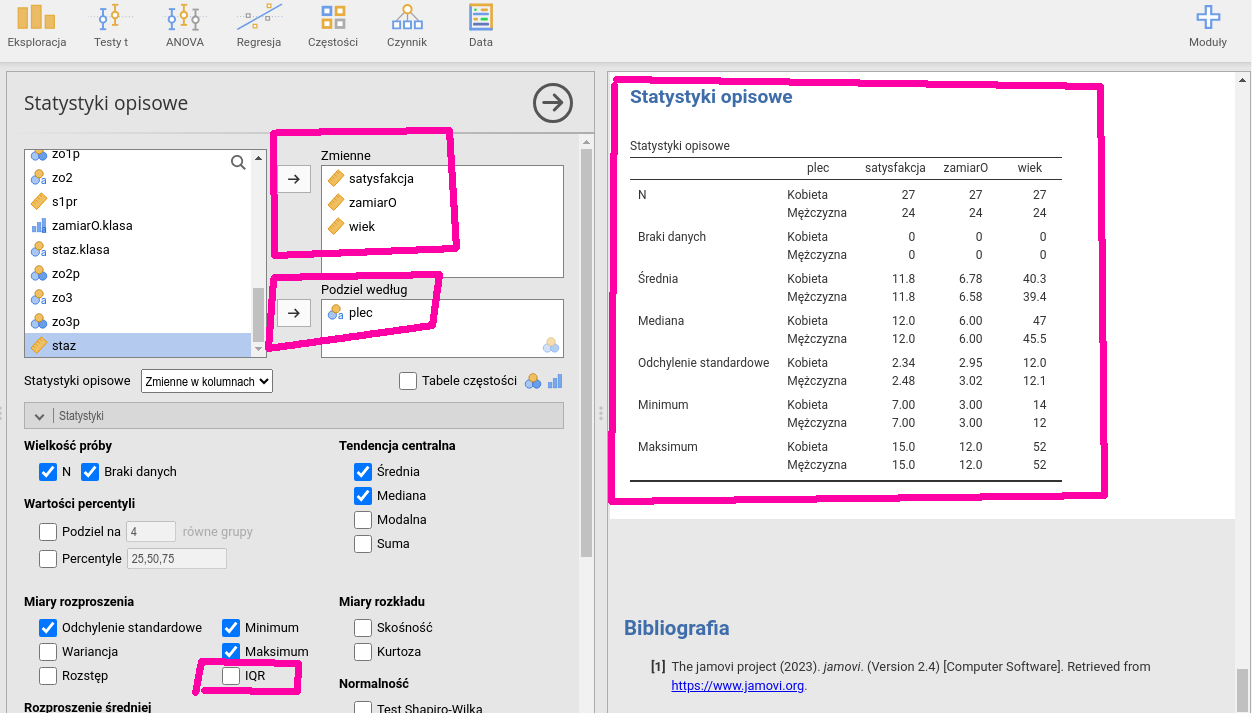 Eksploracja Testy t ANOVA Regresja Częstości Czynnik Data Moduły
Statystyki opisowe
zo1p
zo2
s1pr
zamiarO.klasa
staz.klasa
zo2p
zo3
zo3p
staz
Zmienne
satysfakcja
zamiarO
wiek
Podziel według
plec
Statystyki opisowe Zmienne w kolumnach Tabele częstości
Statystyki
Wielkość próby
N Braki danych
Wartości percentyli
Podziel na 4 równe grupy
Percentyle 25,50,75
Tendencja centralna
Średnia
Mediana
Modalna
Suma
Miary rozproszenia
Odchylenie standardowe Minimum
Wariancja Maksimum
Rozstęp IQR
Miary rozkładu
Skośność
Kurtoza
Normalność
Test Shapiro-Wilka
Rozproszenie średniej
Statystyki opisowe
Statystyki opisowe
plec satysfakcja zamiarO wiek
N Kobieta 27 27 27
Mężczyzna 24 24 24
Braki danych Kobieta 0 0 0
Mężczyzna 0 0 0
Średnia Kobieta 11.8 6.78 40.3
Mężczyzna 11.8 6.58 39.4
Mediana Kobieta 12.0 6.00 47
Mężczyzna 12.0 6.00 45.5
Odchylenie standardowe Kobieta 2.34 2.95 12.0
Mężczyzna 2.48 3.02 12.1
Minimum Kobieta 7.00 3.00 14
Mężczyzna 7.00 3.00 12
Maksimum Kobieta 15.0 12.0 52
Mężczyzna 15.0 12.0 52
Bibliografia
[1] The jamovi project (2023). jamovi. (Version 2.4) [Computer Software]. Retrieved from
https://www.jamovi.org.